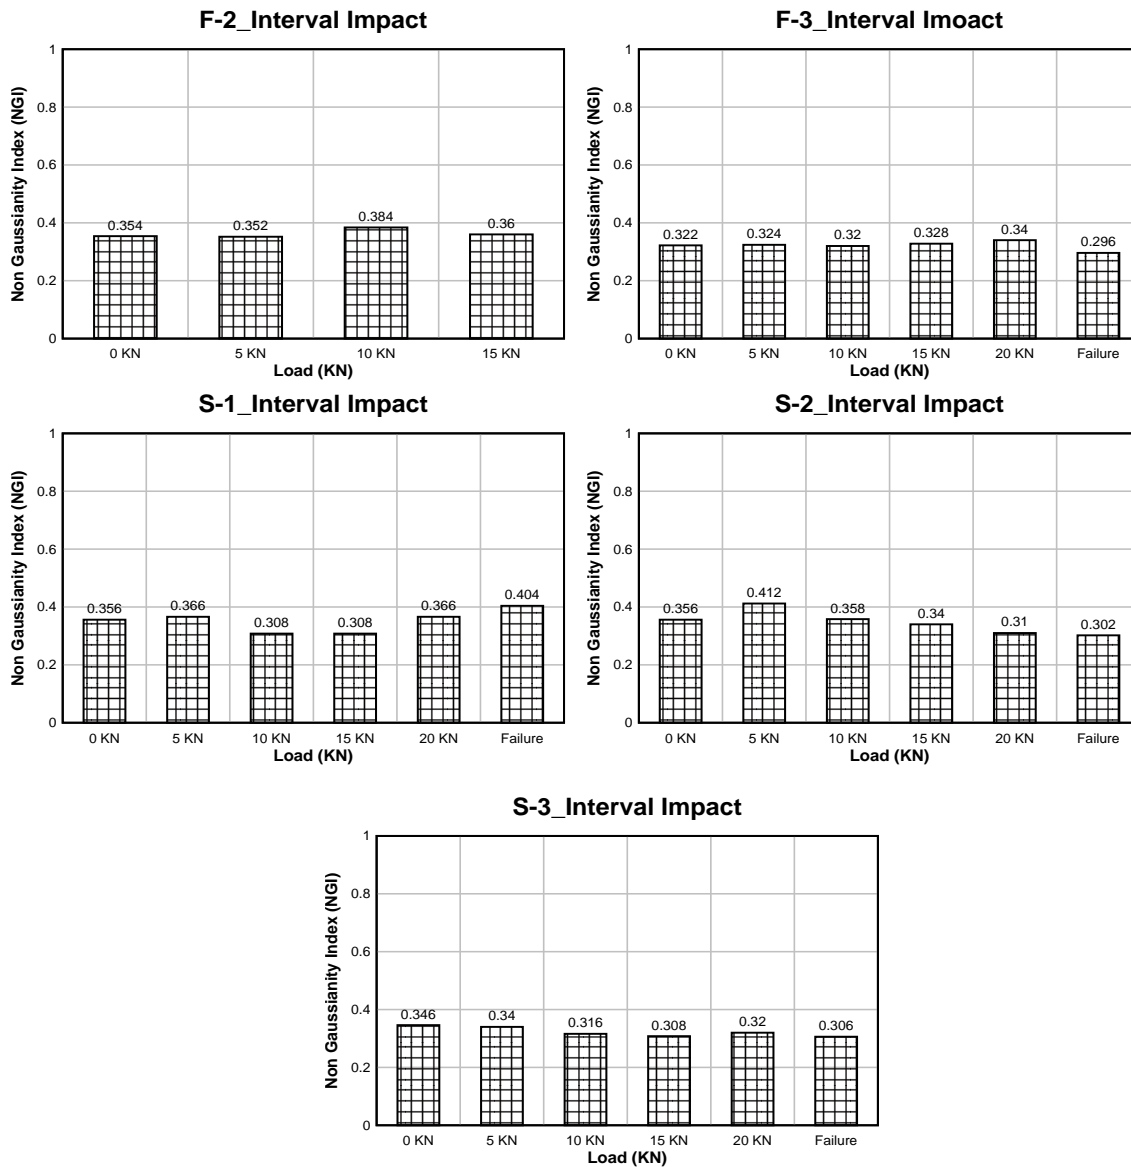 F-2_Interval Impact
Non Gaussianity Index (NGI)
1
0.8
0.6
0.4
0.2
0
0.354
0.352
0.384
0.36
0 KN 5 KN 10 KN 15 KN
Load (KN)
F-3_Interval Imoact
Non Gaussianity Index (NGI)
1
0.8
0.6
0.4
0.2
0
0.322
0.324
0.32
0.328
0.34
0.296
0 KN 5 KN 10 KN 15 KN 20 KN Failure
Load (KN)
S-1_Interval Impact
Non Gaussianity Index (NGI)
1
0.8
0.6
0.4
0.2
0
0.356
0.366
0.308
0.308
0.366
0.404
0 KN 5 KN 10 KN 15 KN 20 KN Failure
Load (KN)
S-2_Interval Impact
Non Gaussianity Index (NGI)
1
0.8
0.6
0.4
0.2
0
0.356
0.412
0.358
0.34
0.31
0.302
0 KN 5 KN 10 KN 15 KN 20 KN Failure
Load (KN)
S-3_Interval Impact
Non Gaussianity Index (NGI)
1
0.8
0.6
0.4
0.2
0
0.346
0.34
0.316
0.308
0.32
0.306
0 KN 5 KN 10 KN 15 KN 20 KN Failure
Load (KN)